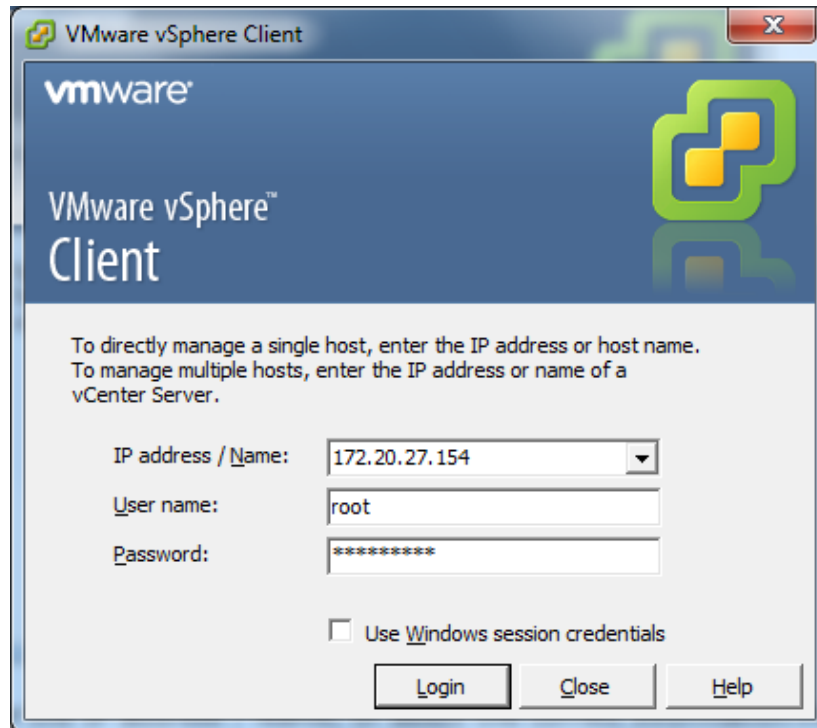 VMware vSphere Client
vmware
VMware vSphere™
Client
To directly manage a single host, enter the IP address or host name.
To manage multiple hosts, enter the IP address or name of a
vCenter Server.
IP address / Name: 172.20.27.154
User name: root
Password: *********
Use Windows session credentials
Login Close Help